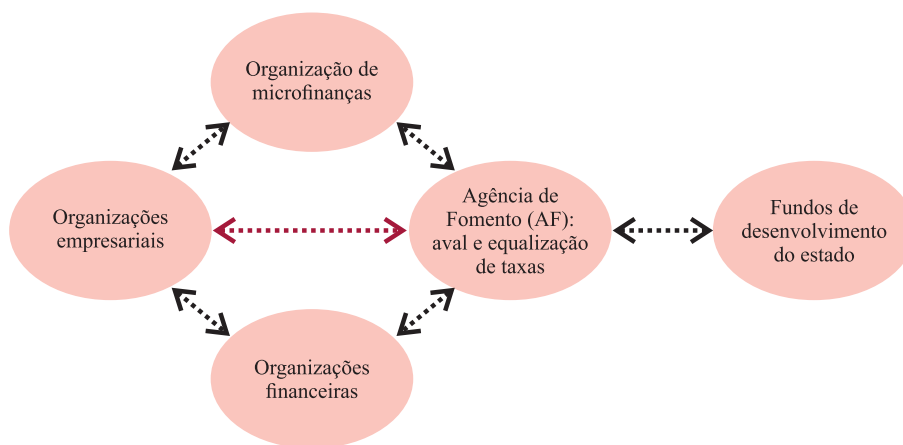 Organização de
microfinanças
Organizações
empresariais
Agência de
Fomento (AF):
aval e equalização
de taxas
Fundos de
desenvolvimento
do estado
Organizações
financeiras